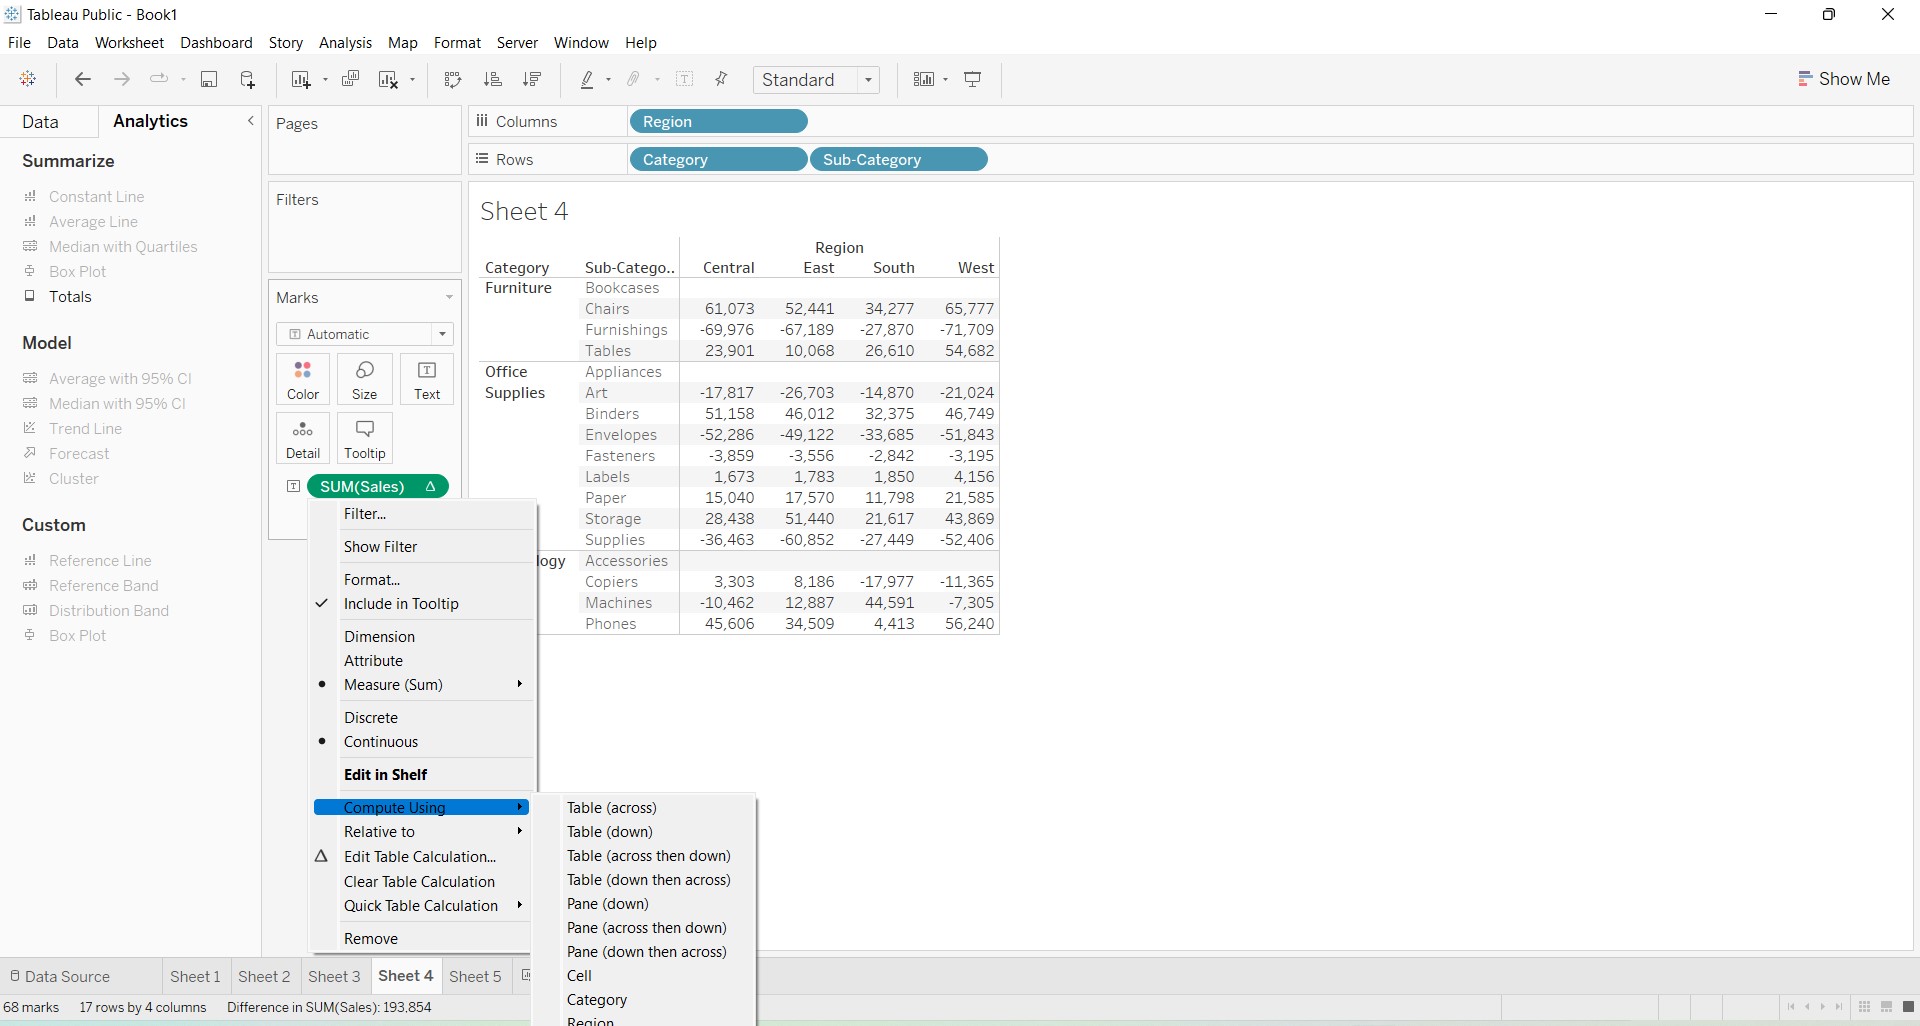 Tableau Public - Book1
File Data Worksheet Dashboard Story Analysis Map Format Server Window Help
Standard
Show Me
Data Analytics
Summarize
Constant Line
Average Line
Median with Quartiles
Box Plot
Totals
Model
Average with 95% CI
Median with 95% CI
Trend Line
Forecast
Cluster
Custom
Reference Line
Reference Band
Distribution Band
Box Plot
Pages
Filters
Marks
Automatic
Color Size Text
Detail Tooltip
SUM(Sales)
Filter...
Show Filter
Format...
Include in Tooltip
Dimension
Attribute
Measure (Sum)
Discrete
Continuous
Edit in Shelf
Compute Using
Relative to
Edit Table Calculation...
Clear Table Calculation
Quick Table Calculation
Remove
Table (across)
Table (down)
Table (across then down)
Table (down then across)
Pane (down)
Pane (across then down)
Pane (down then across)
Cell
Category
Region
Columns Region
Rows Category Sub-Category
Sheet 4
Region
Category Sub-Catego.. Central East South West
Furniture Bookcases
Chairs 61,073 52,441 34,277 65,777
Furnishings -69,976 -67,189 -27,870 -71,709
Tables 23,901 10,068 26,610 54,682
Office Appliances
Supplies Art -17,817 -26,703 -14,870 -21,024
Binders 51,158 46,012 32,375 46,749
Envelopes -52,286 -49,122 -33,685 -51,843
Fasteners -3,859 -3,556 -2,842 -3,195
Labels 1,673 1,783 1,850 4,156
Paper 15,040 17,570 11,798 21,585
Storage 28,438 51,440 21,617 43,869
Supplies -36,463 -60,852 -27,449 -52,406
logy Accessories
Copiers 3,303 8,186 -17,977 -11,365
Machines -10,462 12,887 44,591 -7,305
Phones 45,606 34,509 4,413 56,240
Data Source Sheet 1 Sheet 2 Sheet 3 Sheet 4 Sheet 5
68 marks 17 rows by 4 columns Difference in SUM(Sales): 193,854